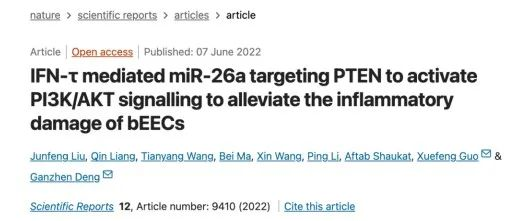 nature > scientific reports > articles > article
Article | Open access | Published: 07 June 2022
IFN-τ mediated miR-26a targeting PTEN to activate
PI3K/AKT signalling to alleviate the inflammatory
damage of bEECs
Junfeng Liu, Qin Liang, Tianyang Wang, Bei Ma, Xin Wang, Ping Li, Aftab Shaukat, Xuefeng Guo &
Ganzhen Deng
Scientific Reports 12, Article number: 9410 (2022) | Cite this article